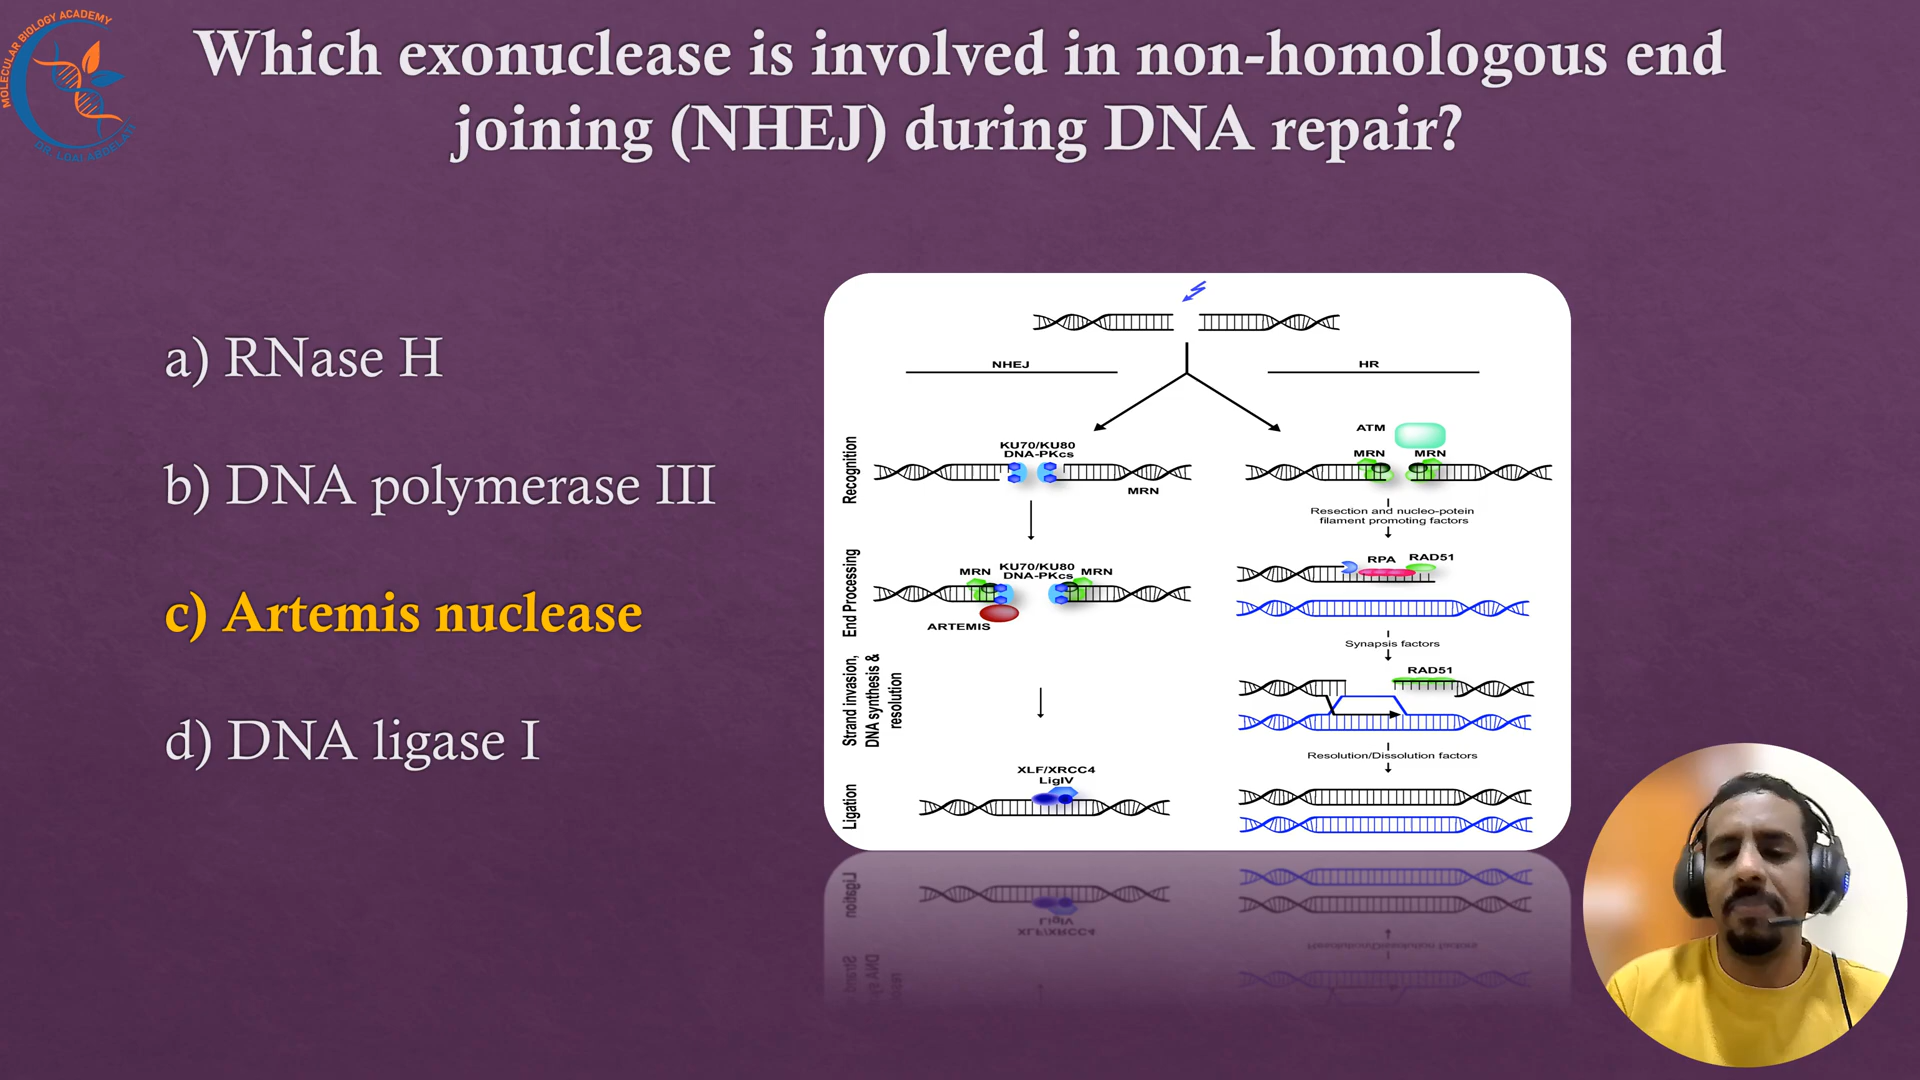 MOLECULAR BIOLOGY ACADEMY
DR. LOAI ABOELATI
Which exonuclease is involved in non-homologous end
joining (NHEJ) during DNA repair?
a) RNase H
b) DNA polymerase III
c) Artemis nuclease
d) DNA ligase I
NHEJ
HR
Recognition
KU70/KU80
DNA-PKcs
MRN
ATM
MRN
MRN
Resection and nucleo-potein
filament promoting factors
End Processing
MRN
KU70/KU80
DNA-PKcs
MRN
ARTEMIS
RPA
RAD51
Synapsis factors
Strand invasion,
DNA synthesis &
resolution
RAD51
Resolution/Dissolution factors
Ligation
XLF/XRCC4
LigIV